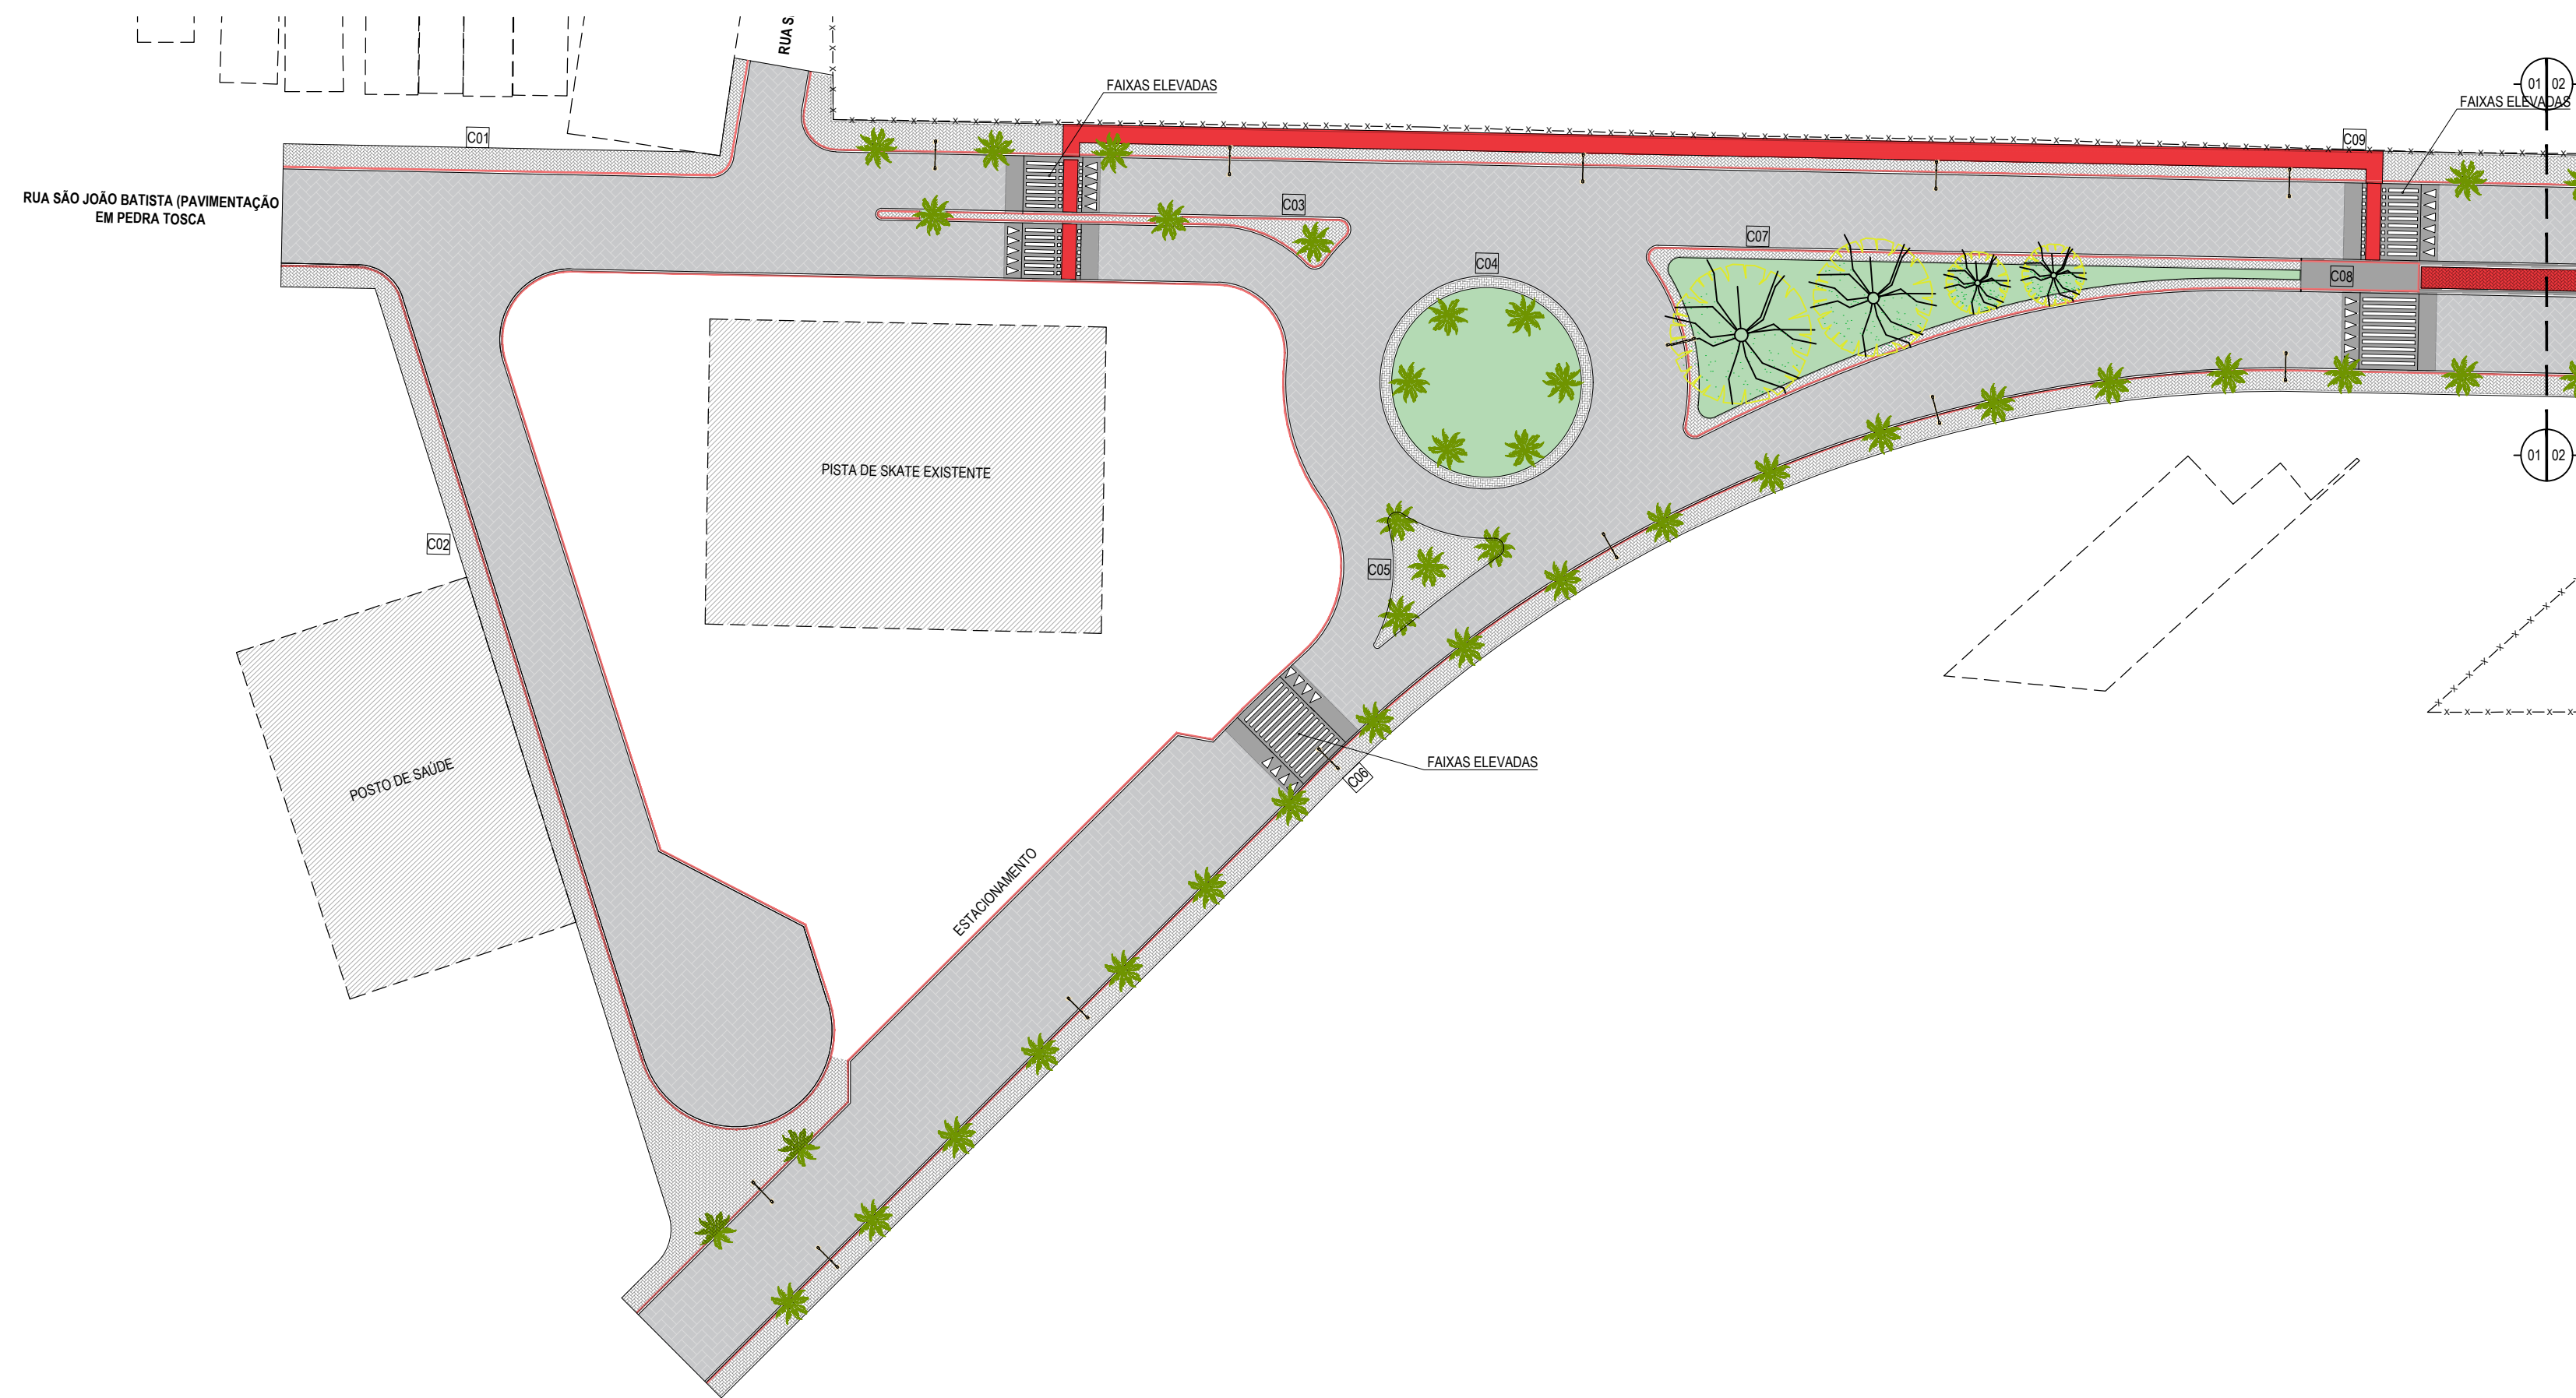 RUA S.
FAIXAS ELEVADAS
01 02
FAIXAS ELEVADAS
C01
C09
RUA SÃO JOÃO BATISTA (PAVIMENTAÇÃO
EM PEDRA TOSCA
C03
C07
C04
C08
01 02
PISTA DE SKATE EXISTENTE
C02
C05
POSTO DE SAÚDE
FAIXAS ELEVADAS
C06
ESTACIONAMENTO